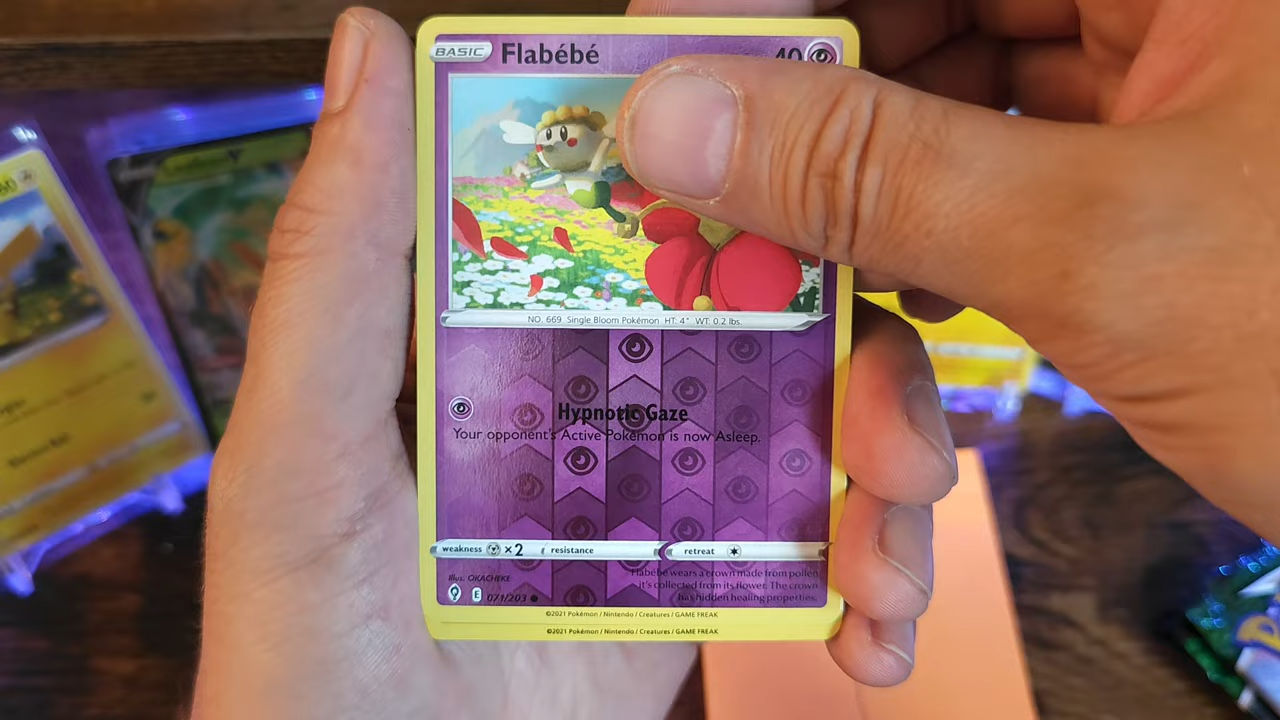 BASIC Flabébé 40
NO. 669 Single Bloom Pokémon HT: 4" WT: 0.2 lbs.
Hypnotic Gaze
Your opponent's Active Pokémon is now Asleep.
weakness ×2 resistance retreat
Illus. OKACHEKE
Flabébé wears a crown made from pollen
it's collected from its flower. The crown
has hidden healing properties.
E 071/203
©2021 Pokémon / Nintendo / Creatures / GAME FREAK
©2021 Pokémon / Nintendo / Creatures / GAME FREAK